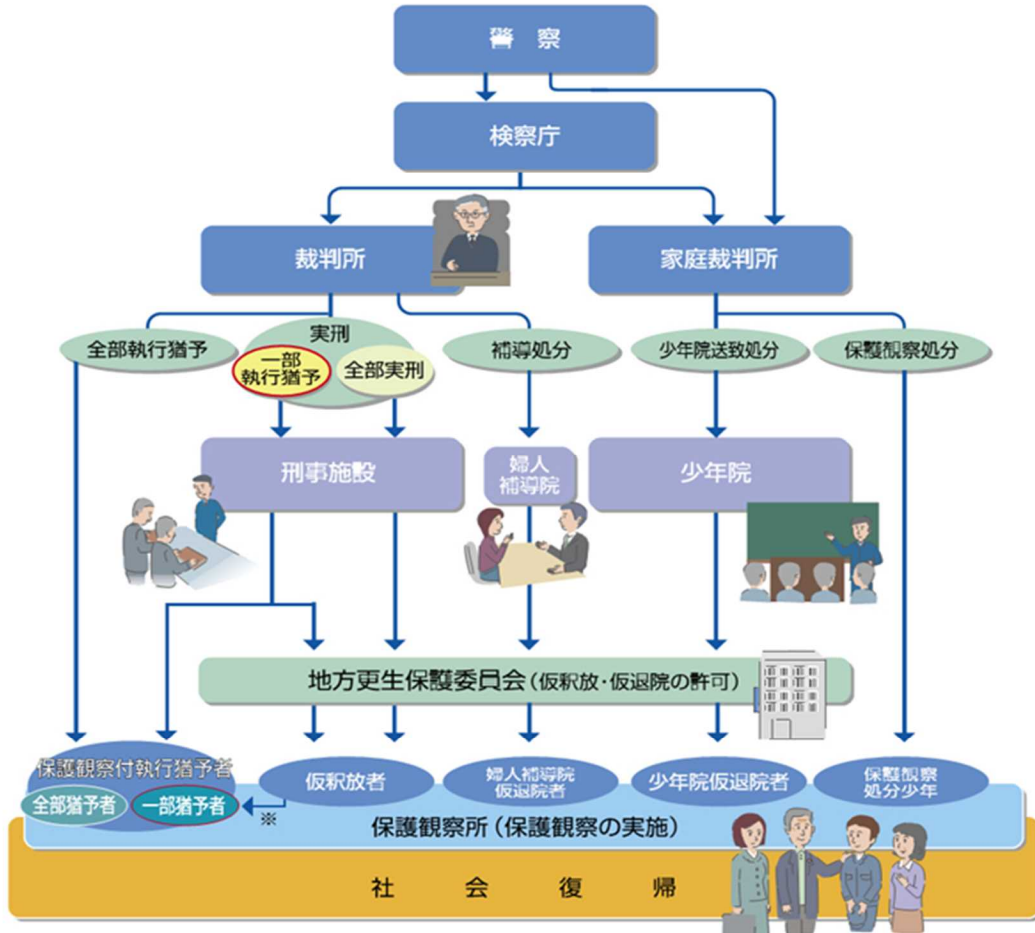 警察
検察庁
裁判所
家庭裁判所
全部執行猶予
実刑
一部
執行猶予
全部実刑
補導処分
少年院送致処分
保護観察処分
刑事施設
婦人
補導院
少年院
地方更生保護委員会(仮釈放・仮退院の許可)
保護観察付執行猶予者
全部猶予者
一部猶予者
※
仮釈放者
婦人補導院
仮退院者
少年院仮退院者
保護観察
処分少年
保護観察所(保護観察の実施)
社会復帰